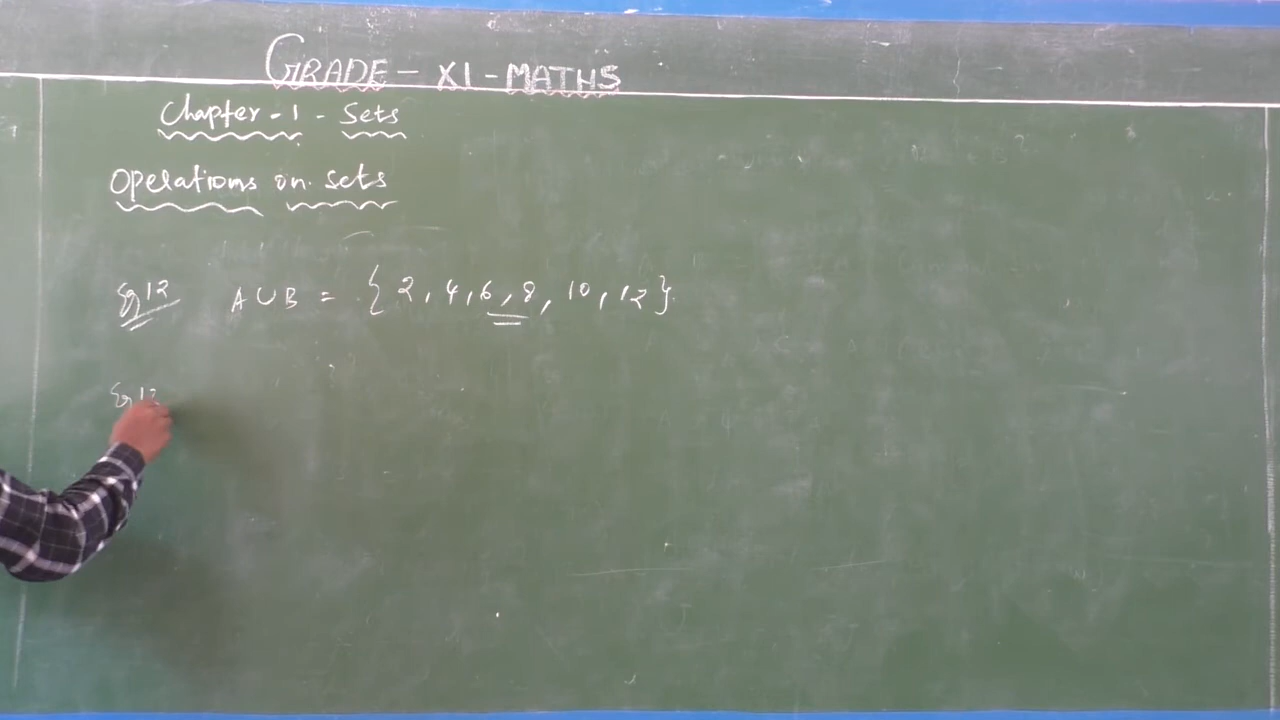 GRADE - XI - MATHS
Chapter - 1 - Sets
Operations on sets
Eg 12 A ∪ B = { 2, 4, 6, 8, 10, 12 }
Eg 13